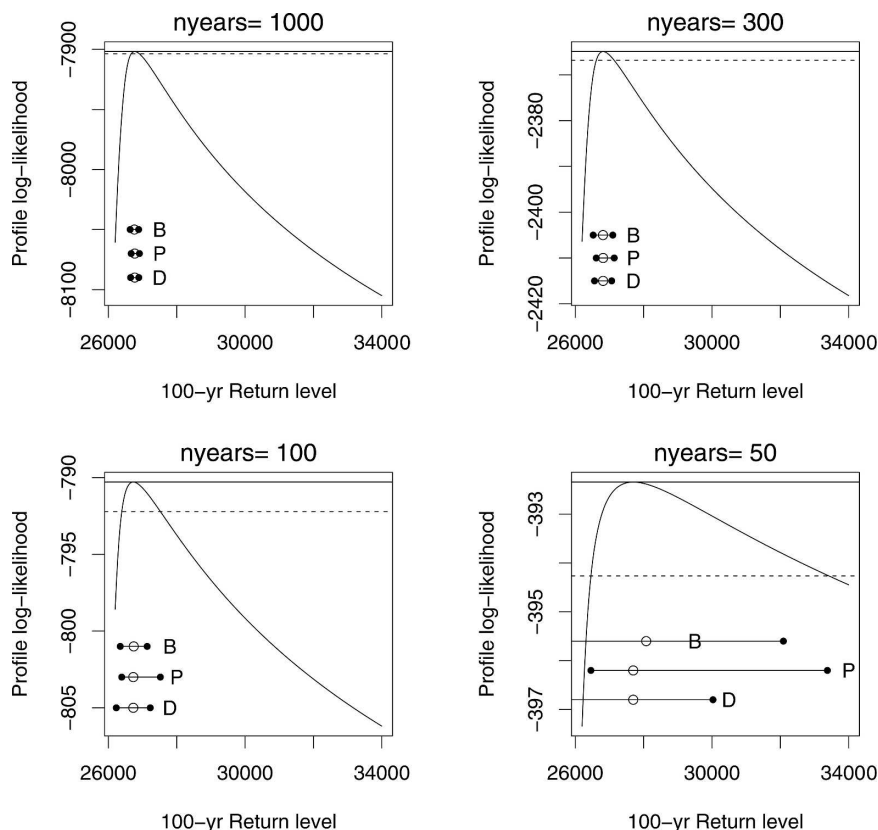 nyears= 1000
Profile log−likelihood
−7900
−8000
−8100
B
P
D
26000 30000 34000
100−yr Return level
nyears= 300
Profile log−likelihood
−2380
−2400
−2420
B
P
D
26000 30000 34000
100−yr Return level
nyears= 100
Profile log−likelihood
−790
−795
−800
−805
B
P
D
26000 30000 34000
100−yr Return level
nyears= 50
Profile log−likelihood
−393
−395
−397
B
P
D
26000 30000 34000
100−yr Return level